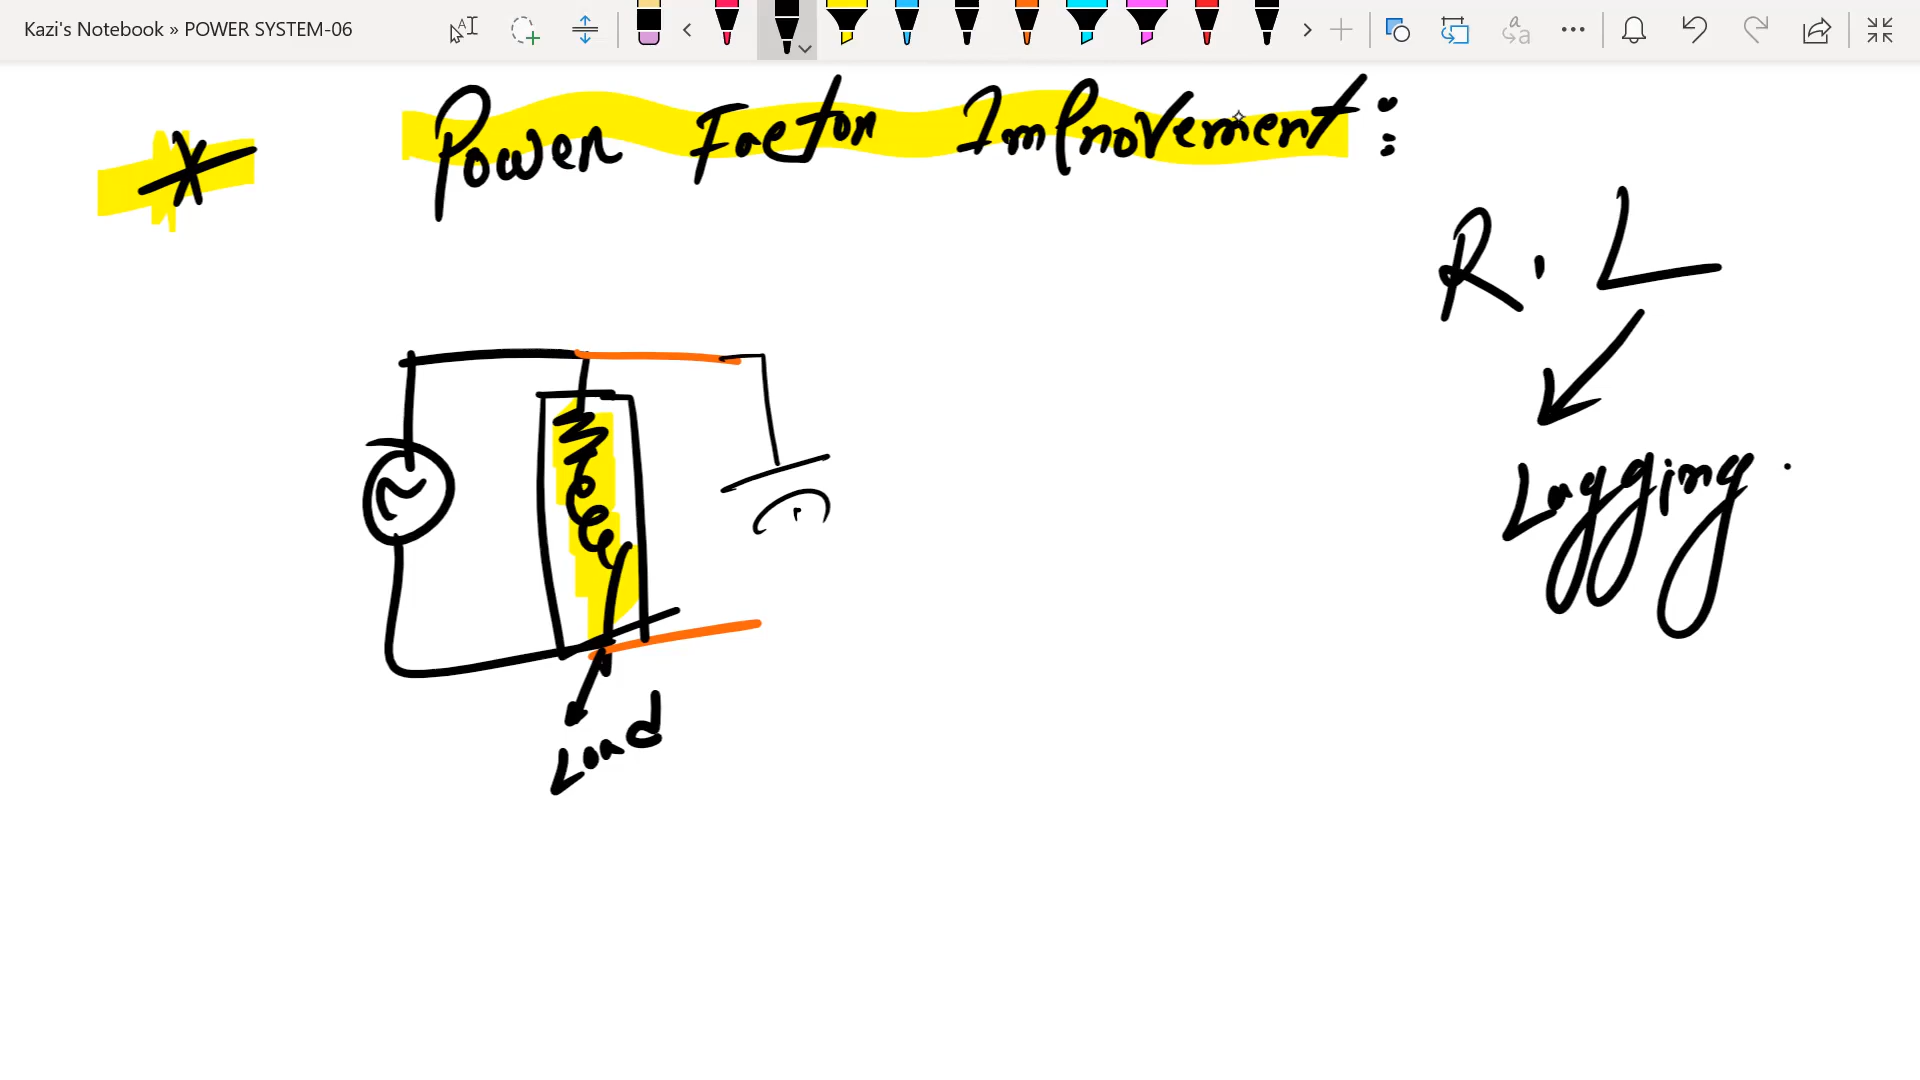 Kazi's Notebook » POWER SYSTEM-06
Power Factor Improvement:
R. L
Lagging.
Load